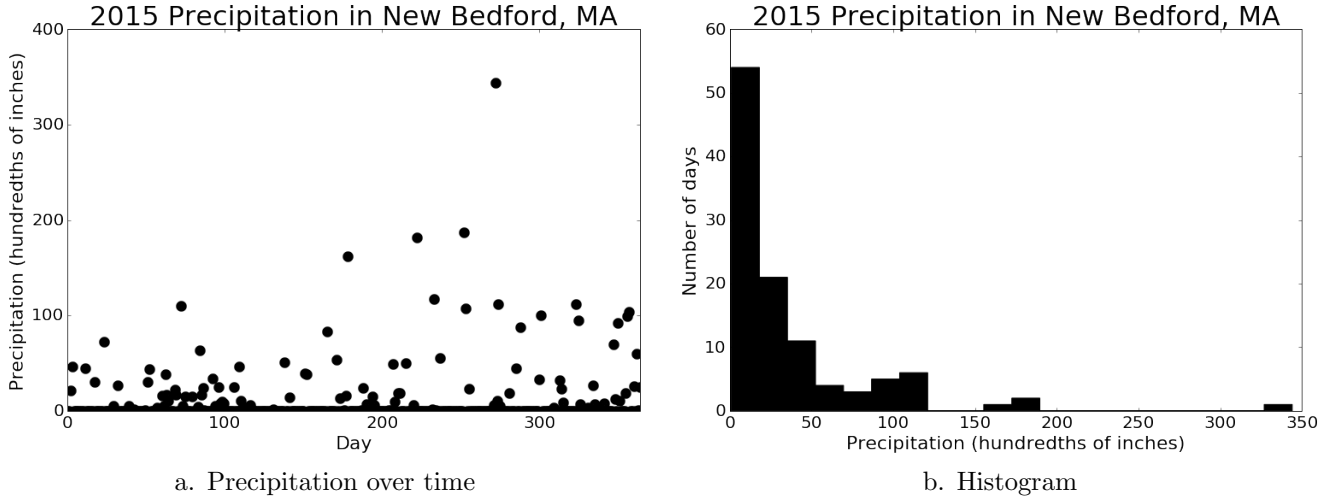 2015 Precipitation in New Bedford, MA
400
300
200
100
0
Precipitation (hundredths of inches)
0 100 200 300
Day
a. Precipitation over time
2015 Precipitation in New Bedford, MA
60
50
40
30
20
10
0
Number of days
0 50 100 150 200 250 300 350
Precipitation (hundredths of inches)
b. Histogram